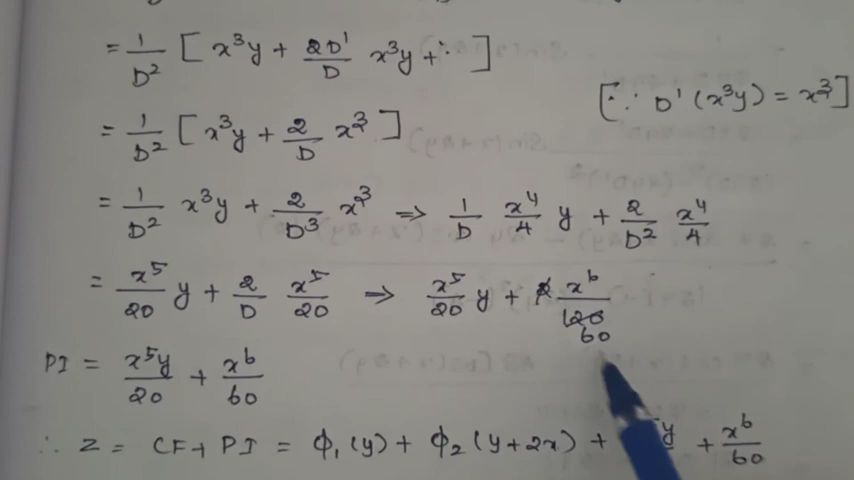 = 1/D² [ x³y + 2D'/D x³y + .. ]
[∵ D'(x³y) = x³]
= 1/D² [ x³y + 2/D x³ ]
= 1/D² x³y + 2/D³ x³ ⇒ 1/D x⁴/4 y + 2/D² x⁴/4
= x⁵/20 y + 2/D x⁵/20 ⇒ x⁵/20 y + 2 x⁶/120 60
PI = x⁵y/20 + x⁶/60
∴ Z = CF + PI = φ₁(y) + φ₂(y+2x) + y + x⁶/60